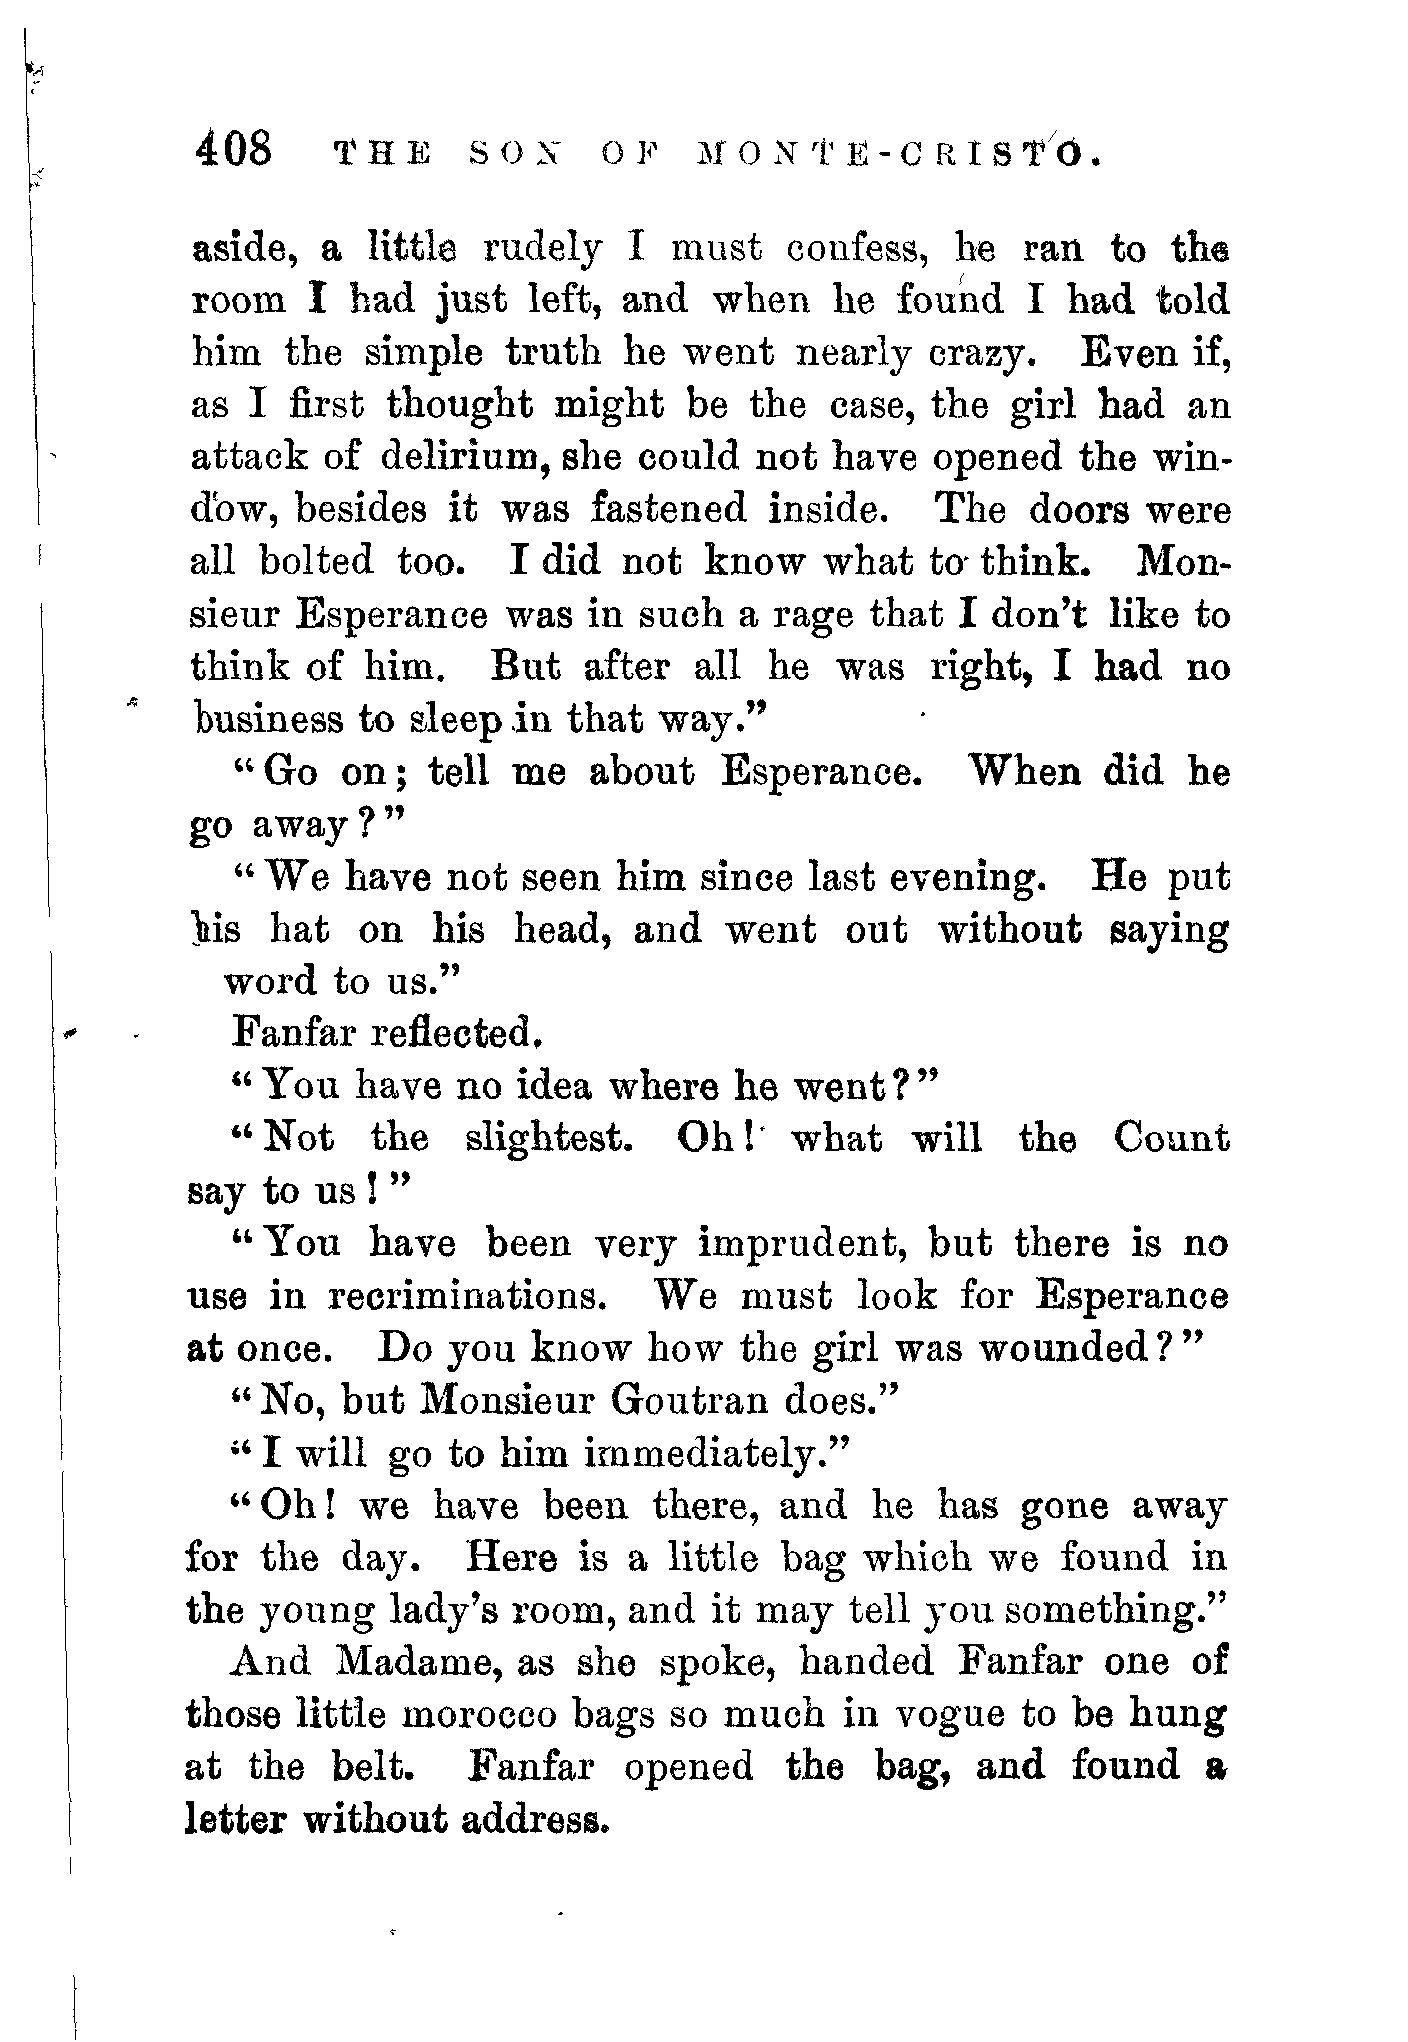 408 THE SON OF MONTE-CRISTO.
aside, a little rudely I must confess, he ran to the
room I had just left, and when he found I had told
him the simple truth he went nearly crazy. Even if,
as I first thought might be the case, the girl had an
attack of delirium, she could not have opened the win-
dow, besides it was fastened inside. The doors were
all bolted too. I did not know what to think. Mon-
sieur Esperance was in such a rage that I don't like to
think of him. But after all he was right, I had no
business to sleep in that way."
"Go on; tell me about Esperance. When did he
go away?"
"We have not seen him since last evening. He put
his hat on his head, and went out without saying
word to us."
Fanfar reflected.
"You have no idea where he went?"
"Not the slightest. Oh! what will the Count
say to us!"
"You have been very imprudent, but there is no
use in recriminations. We must look for Esperance
at once. Do you know how the girl was wounded?"
"No, but Monsieur Goutran does."
"I will go to him immediately."
"Oh! we have been there, and he has gone away
for the day. Here is a little bag which we found in
the young lady's room, and it may tell you something."
And Madame, as she spoke, handed Fanfar one of
those little morocco bags so much in vogue to be hung
at the belt. Fanfar opened the bag, and found a
letter without address.